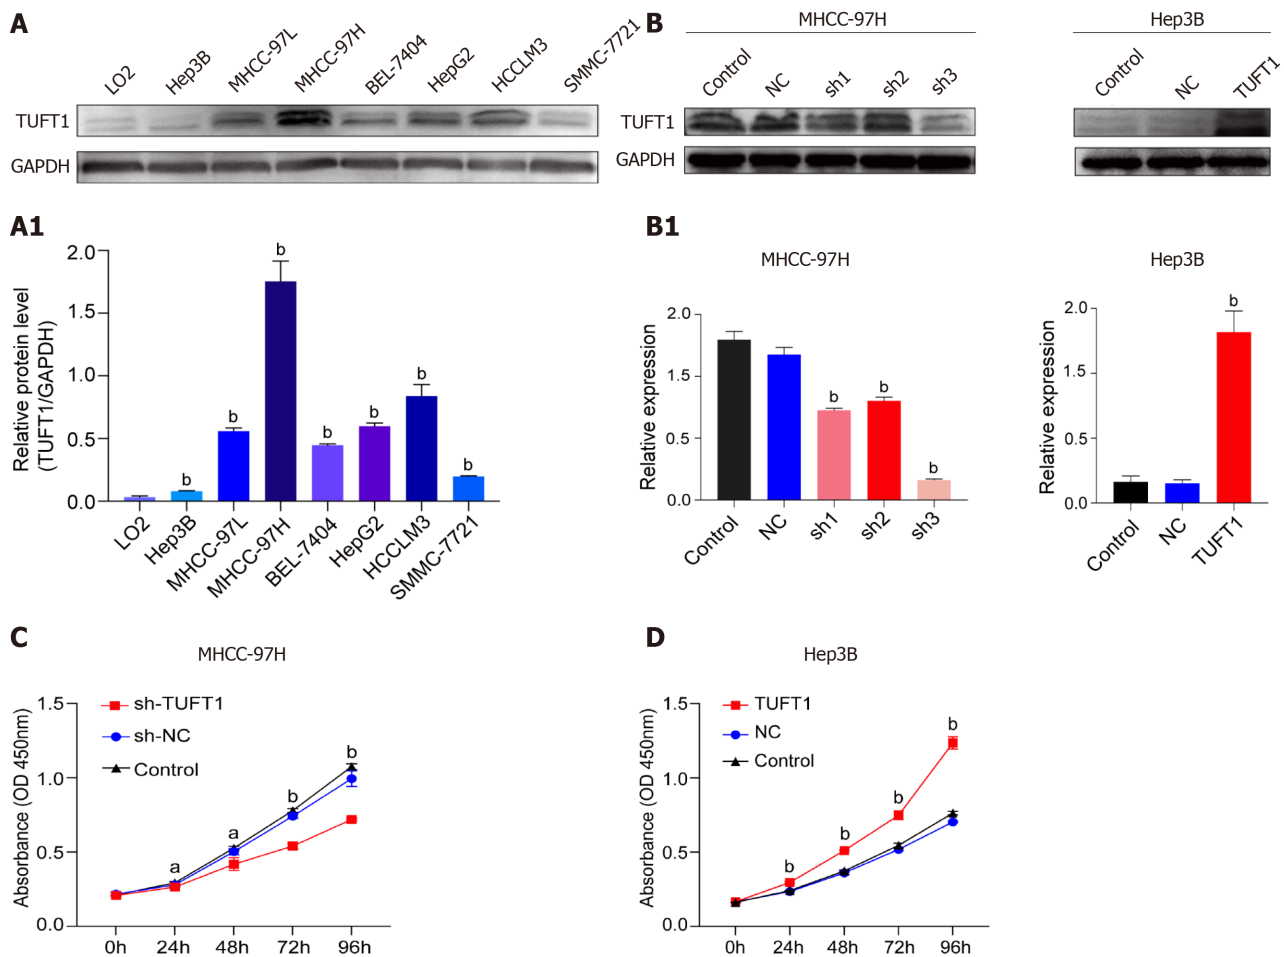 A
LO2
Hep3B
MHCC-97L
MHCC-97H
BEL-7404
HepG2
HCCLM3
SMMC-7721
TUFT1
GAPDH
B
MHCC-97H
Control
NC
sh1
sh2
sh3
TUFT1
GAPDH
Hep3B
Control
NC
TUFT1
A1
Relative protein level
(TUFT1/GAPDH)
2.0
1.5
1.0
0.5
0.0
b
b
b
b
b
b
b
LO2
Hep3B
MHCC-97L
MHCC-97H
BEL-7404
HepG2
HCCLM3
SMMC-7721
B1
MHCC-97H
Relative expression
2.0
1.5
0.5
0.0
b
b
b
Control
NC
sh1
sh2
sh3
Hep3B
Relative expression
2.0
1.5
0.5
0.0
b
Control
NC
TUFT1
C
MHCC-97H
Absorbance (OD 450nm)
1.5
1.0
0.5
0.0
sh-TUFT1
sh-NC
Control
a
a
b
b
0h
24h
48h
72h
96h
D
Hep3B
Absorbance (OD 450nm)
1.5
1.0
0.5
0.0
TUFT1
NC
Control
b
b
b
b
0h
24h
48h
72h
96h